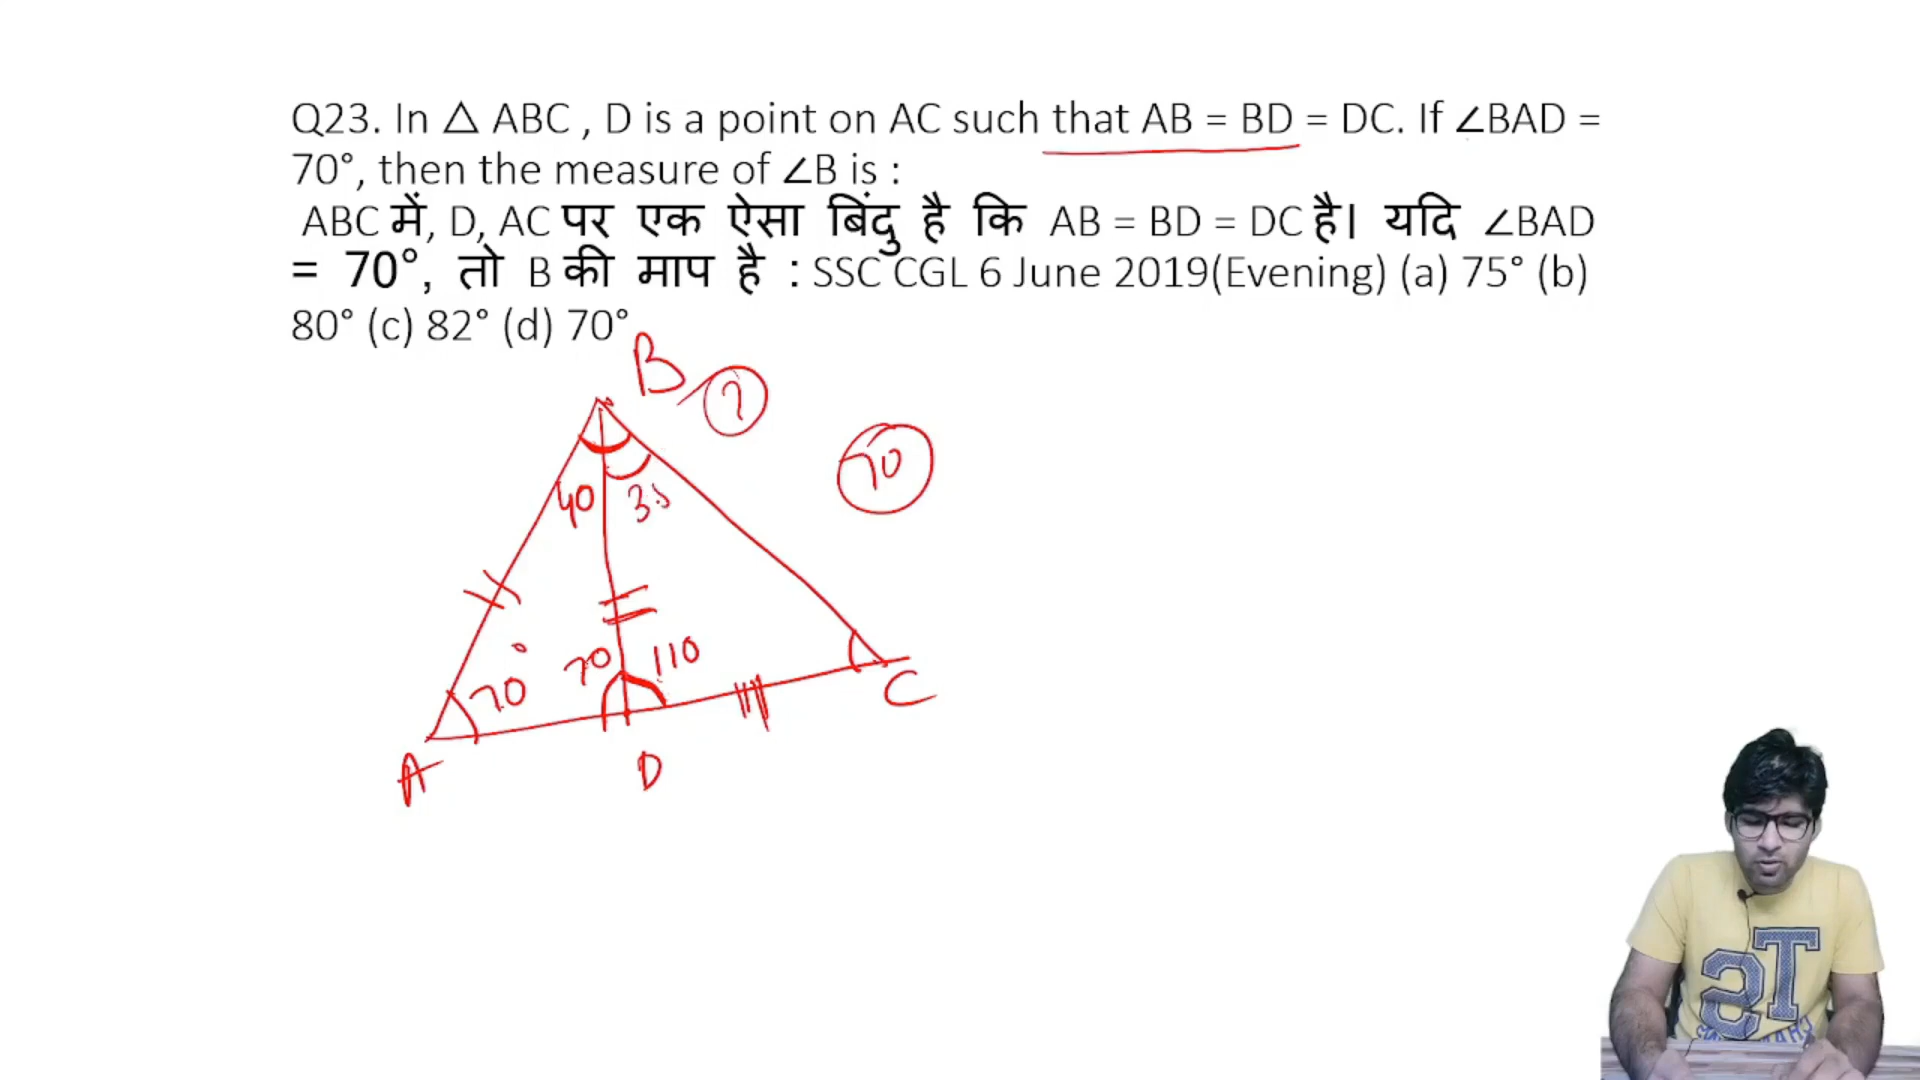 Q23. In △ ABC , D is a point on AC such that AB = BD = DC. If ∠BAD =
70°, then the measure of ∠B is :
ABC में, D, AC पर एक ऐसा बिंदु है कि AB = BD = DC है। यदि ∠BAD
= 70°, तो B की माप है : SSC CGL 6 June 2019(Evening) (a) 75° (b)
80° (c) 82° (d) 70°
B ?
70
40 35
70° 70 110
C
A D